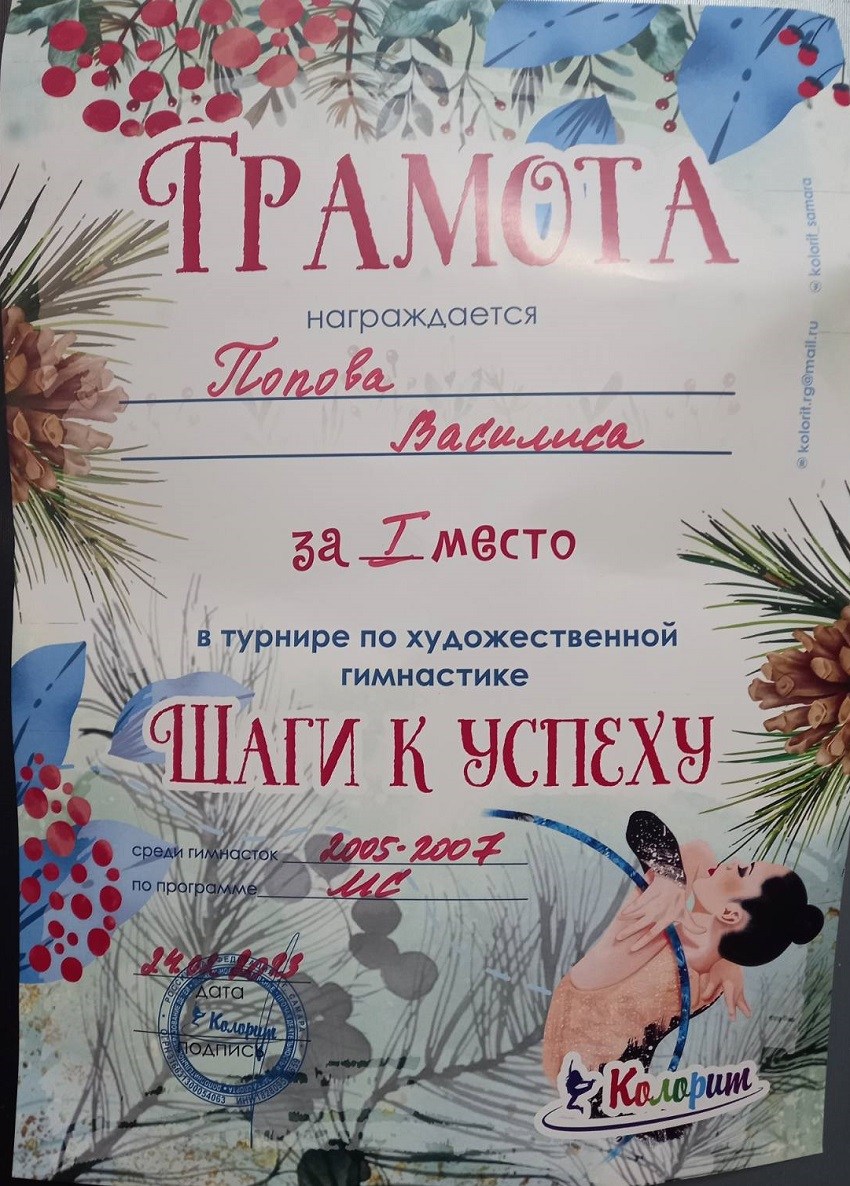 ГРАМОТА
награждается
Попова
Василиса
за I место
в турнире по художественной
гимнастике
ШАГИ К УСПЕХУ
среди гимнасток 2005-2007
по программе МС
дата
Колорит
подпись
Колорит
kolorit.rg@mail.ru
kolorit_samara